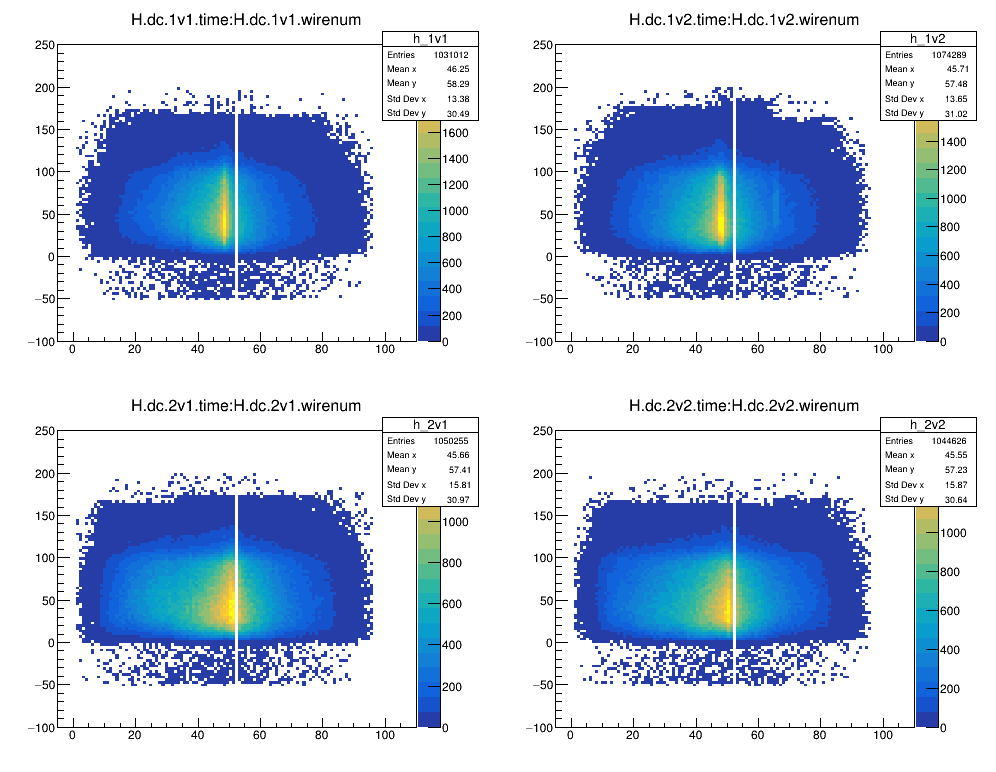 H.dc.1v1.time:H.dc.1v1.wirenum
h_1v1
Entries 1031012
Mean x 46.25
Mean y 58.29
Std Dev x 13.38
Std Dev y 30.49
250
200
150
100
50
0
−50
−100
0 20 40 60 80 100
1600
1400
1200
1000
800
600
400
200
0
H.dc.1v2.time:H.dc.1v2.wirenum
h_1v2
Entries 1074289
Mean x 45.71
Mean y 57.48
Std Dev x 13.65
Std Dev y 31.02
250
200
150
100
50
0
−50
−100
0 20 40 60 80 100
1400
1200
1000
800
600
400
200
0
H.dc.2v1.time:H.dc.2v1.wirenum
h_2v1
Entries 1050255
Mean x 45.66
Mean y 57.41
Std Dev x 15.81
Std Dev y 30.97
250
200
150
100
50
0
−50
−100
0 20 40 60 80 100
1000
800
600
400
200
0
H.dc.2v2.time:H.dc.2v2.wirenum
h_2v2
Entries 1044626
Mean x 45.55
Mean y 57.23
Std Dev x 15.87
Std Dev y 30.64
250
200
150
100
50
0
−50
−100
0 20 40 60 80 100
1000
800
600
400
200
0